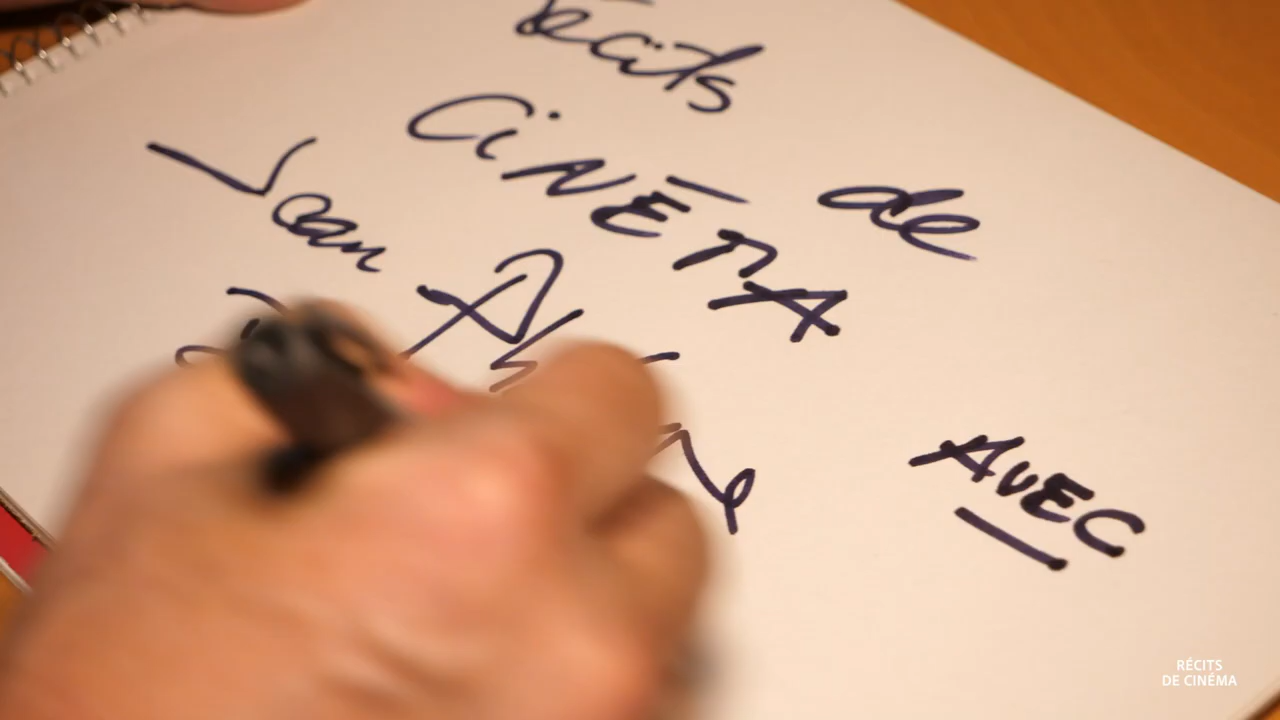 Récits
de
CiNÉMA
AVEC
Jean
RÉCITS
DE CINÉMA